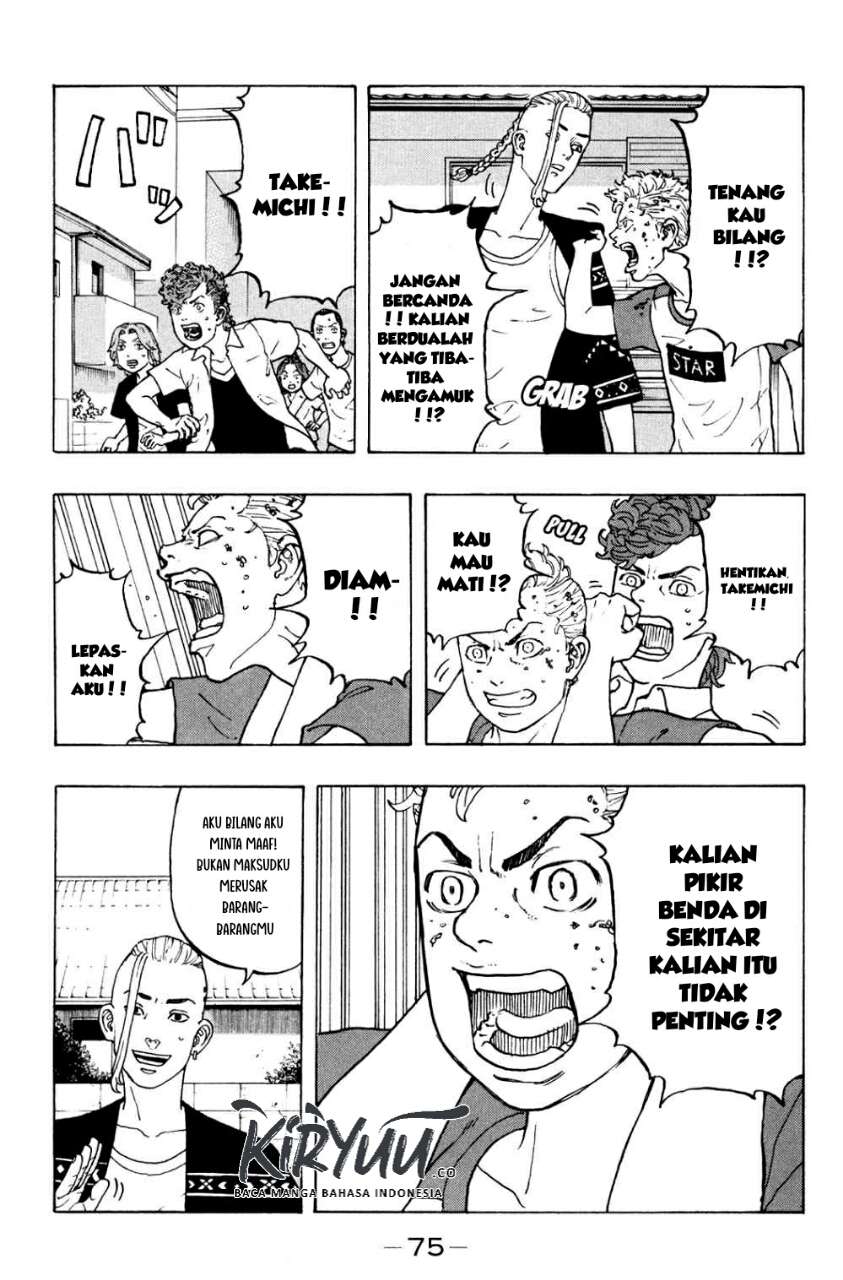 TENANG
KAU
BILANG
!!?
JANGAN
BERCANDA
!! KALIAN
BERDUALAH
YANG TIBA-
TIBA
MENGAMUK
!!?
GRAB
STAR
TAKE-
MICHI!!
HENTIKAN,
TAKEMICHI
!!
PULL
KAU
MAU
MATI!?
DIAM-
!!
LEPAS-
KAN
AKU!!
KALIAN
PIKIR
BENDA DI
SEKITAR
KALIAN ITU
TIDAK
PENTING!?
AKU BILANG AKU
MINTA MAAF!
BUKAN MAKSUDKU
MERUSAK
BARANG-
BARANGMU
KIRYUU.CO
BACA MANGA BAHASA INDONESIA
-75-